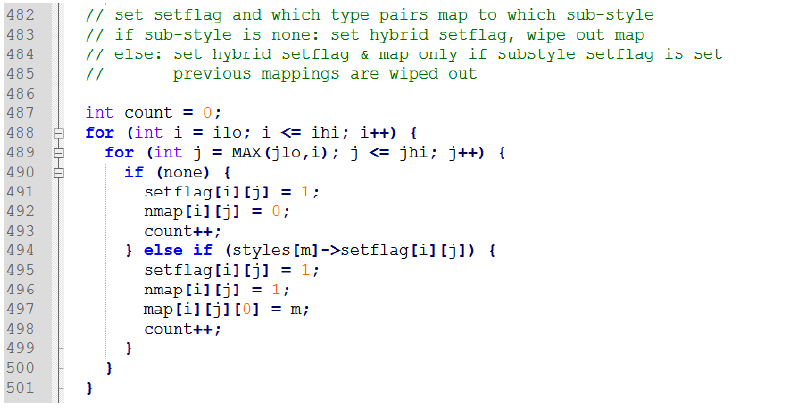 482 // set setflag and which type pairs map to which sub-style
483 // if sub-style is none: set hybrid setflag, wipe out map
484 // else: set hybrid setflag & map only if substyle setflag is set
485 //       previous mappings are wiped out
486
487 int count = 0;
488 for (int i = ilo; i <= ihi; i++) {
489   for (int j = MAX(jlo,i); j <= jhi; j++) {
490     if (none) {
491       setflag[i][j] = 1;
492       nmap[i][j] = 0;
493       count++;
494     } else if (styles[m]->setflag[i][j]) {
495       setflag[i][j] = 1;
496       nmap[i][j] = 1;
497       map[i][j][0] = m;
498       count++;
499     }
500   }
501 }